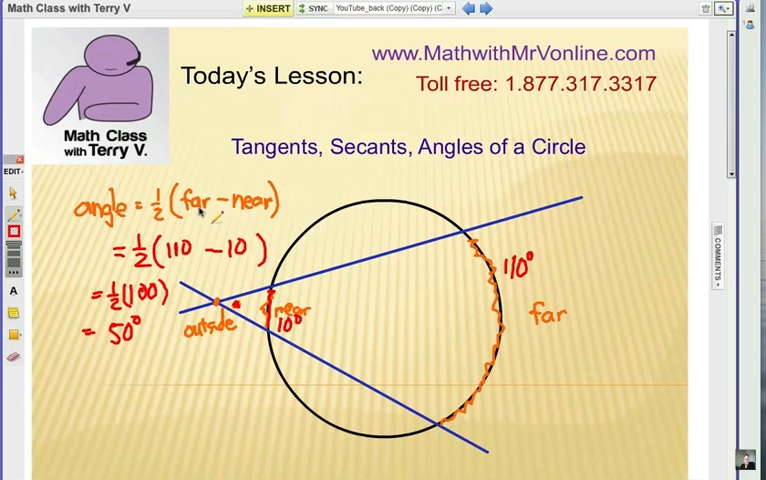 Math Class with Terry V
+ INSERT
SYNC
YouTube_back (Copy) (Copy) (C
www.MathwithMrVonline.com
Today's Lesson:
Toll free: 1.877.317.3317
Math Class
with Terry V.
Tangents, Secants, Angles of a Circle
EDIT
angle = 1/2 (far - near)
= 1/2 (110 - 10)
110°
= 1/2 (100)
near
far
outside
10°
= 50°
A
COMMENTS